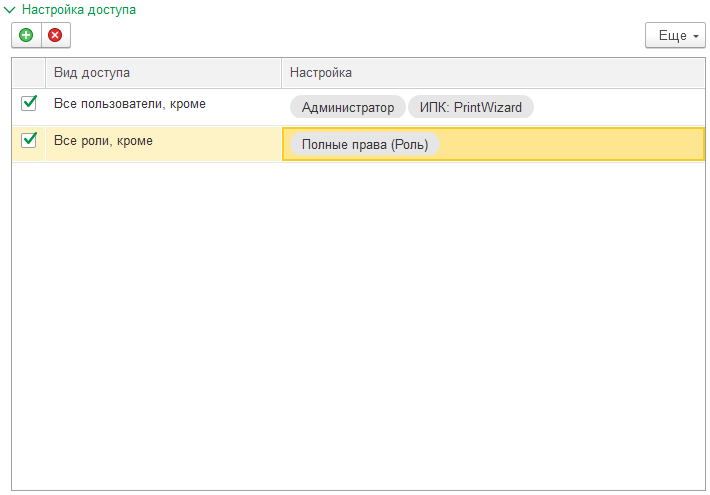 Настройка доступа
Еще
Вид доступа Настройка
Все пользователи, кроме Администратор ИПК: PrintWizard
Все роли, кроме Полные права (Роль)